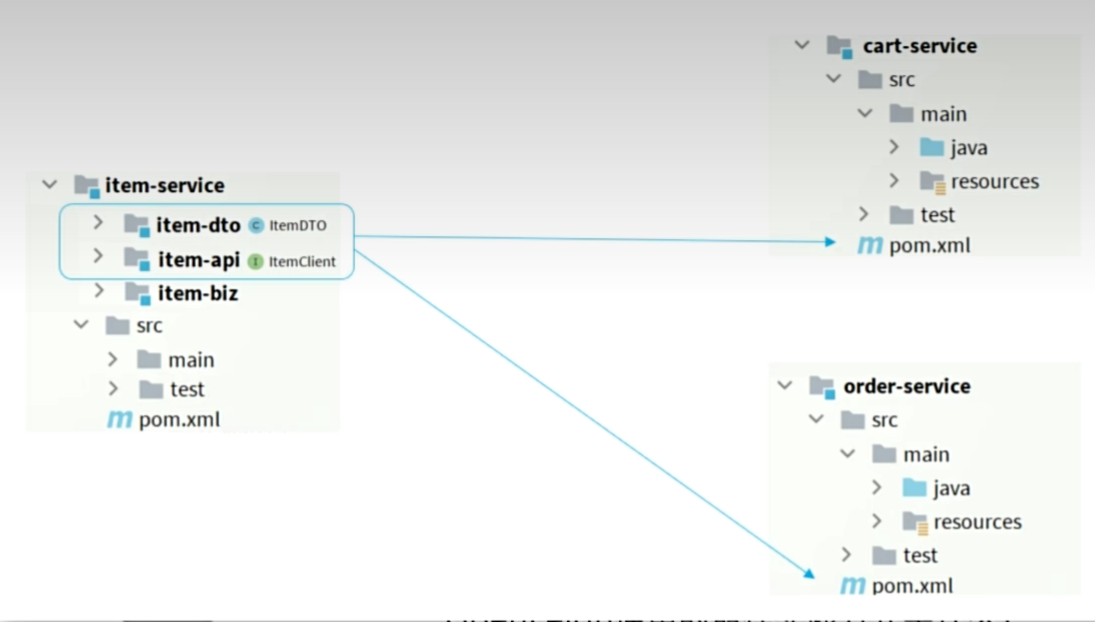 item-service
item-dto C ItemDTO
item-api I ItemClient
item-biz
src
main
test
m pom.xml
cart-service
src
main
java
resources
test
m pom.xml
order-service
src
main
java
resources
test
m pom.xml